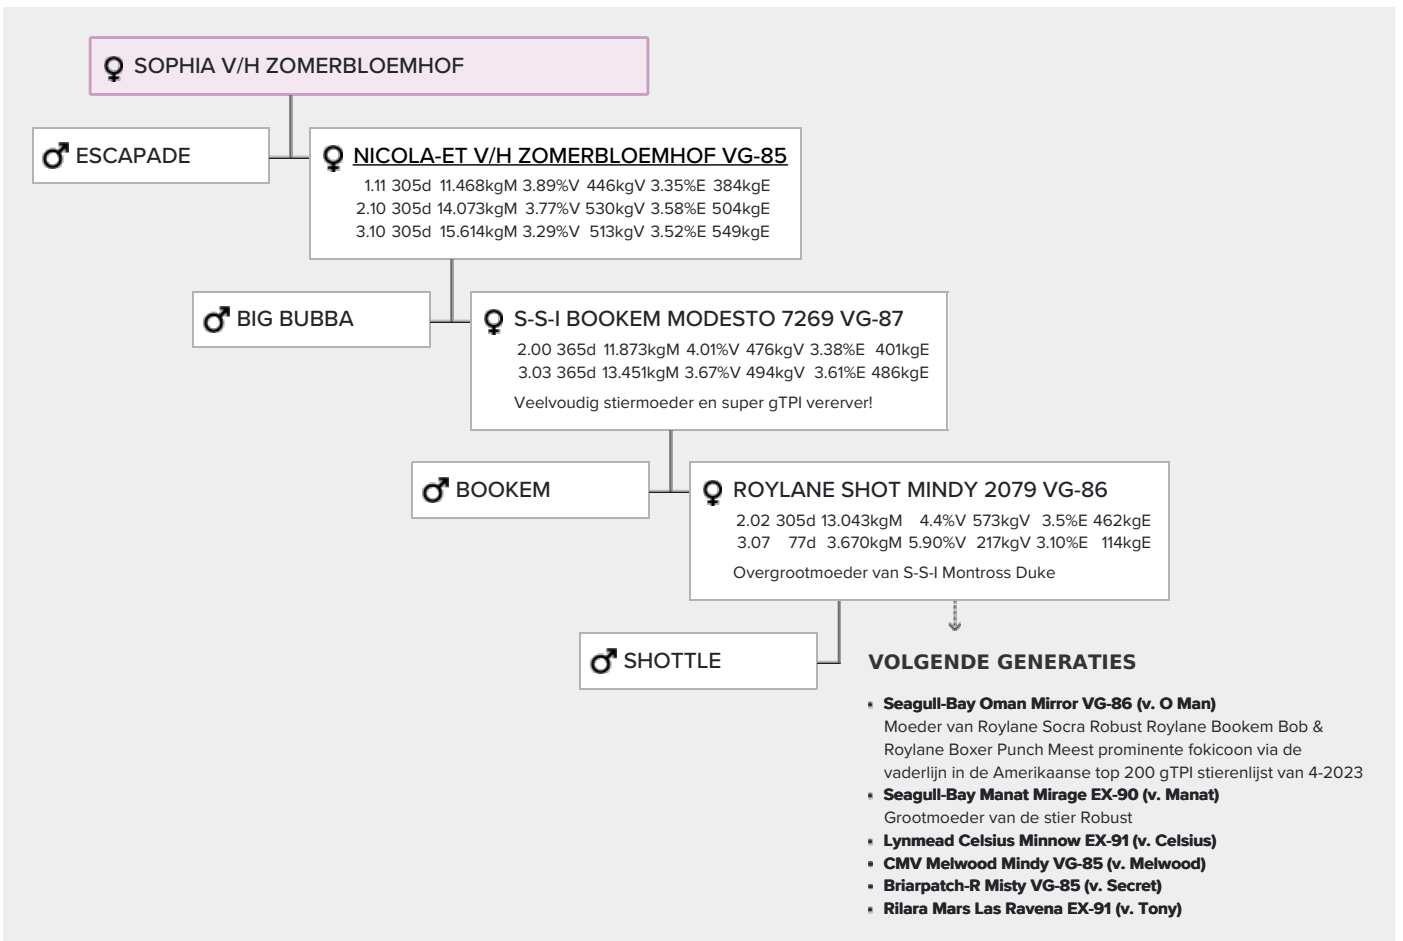 SOPHIA V/H ZOMERBLOEMHOF
ESCAPADE
NICOLA-ET V/H ZOMERBLOEMHOF VG-85
1.11 305d 11.468kgM 3.89%V 446kgV 3.35%E 384kgE
2.10 305d 14.073kgM 3.77%V 530kgV 3.58%E 504kgE
3.10 305d 15.614kgM 3.29%V 513kgV 3.52%E 549kgE
BIG BUBBA
S-S-I BOOKEM MODESTO 7269 VG-87
2.00 365d 11.873kgM 4.01%V 476kgV 3.38%E 401kgE
3.03 365d 13.451kgM 3.67%V 494kgV 3.61%E 486kgE
Veelvoudig stiermoeder en super gTPI vererver!
BOOKEM
ROYLANE SHOT MINDY 2079 VG-86
2.02 305d 13.043kgM 4.4%V 573kgV 3.5%E 462kgE
3.07 77d 3.670kgM 5.90%V 217kgV 3.10%E 114kgE
Overgrootmoeder van S-S-I Montross Duke
SHOTTLE
VOLGENDE GENERATIES
Seagull-Bay Oman Mirror VG-86 (v. O Man)
Moeder van Roylane Socra Robust Roylane Bookem Bob &
Roylane Boxer Punch Meest prominente fokicoon via de
vaderlijn in de Amerikaanse top 200 gTPI stierenlijst van 4-2023
Seagull-Bay Manat Mirage EX-90 (v. Manat)
Grootmoeder van de stier Robust
Lynmead Celsius Minnow EX-91 (v. Celsius)
CMV Melwood Mindy VG-85 (v. Melwood)
Briarpatch-R Misty VG-85 (v. Secret)
Rilara Mars Las Ravena EX-91 (v. Tony)